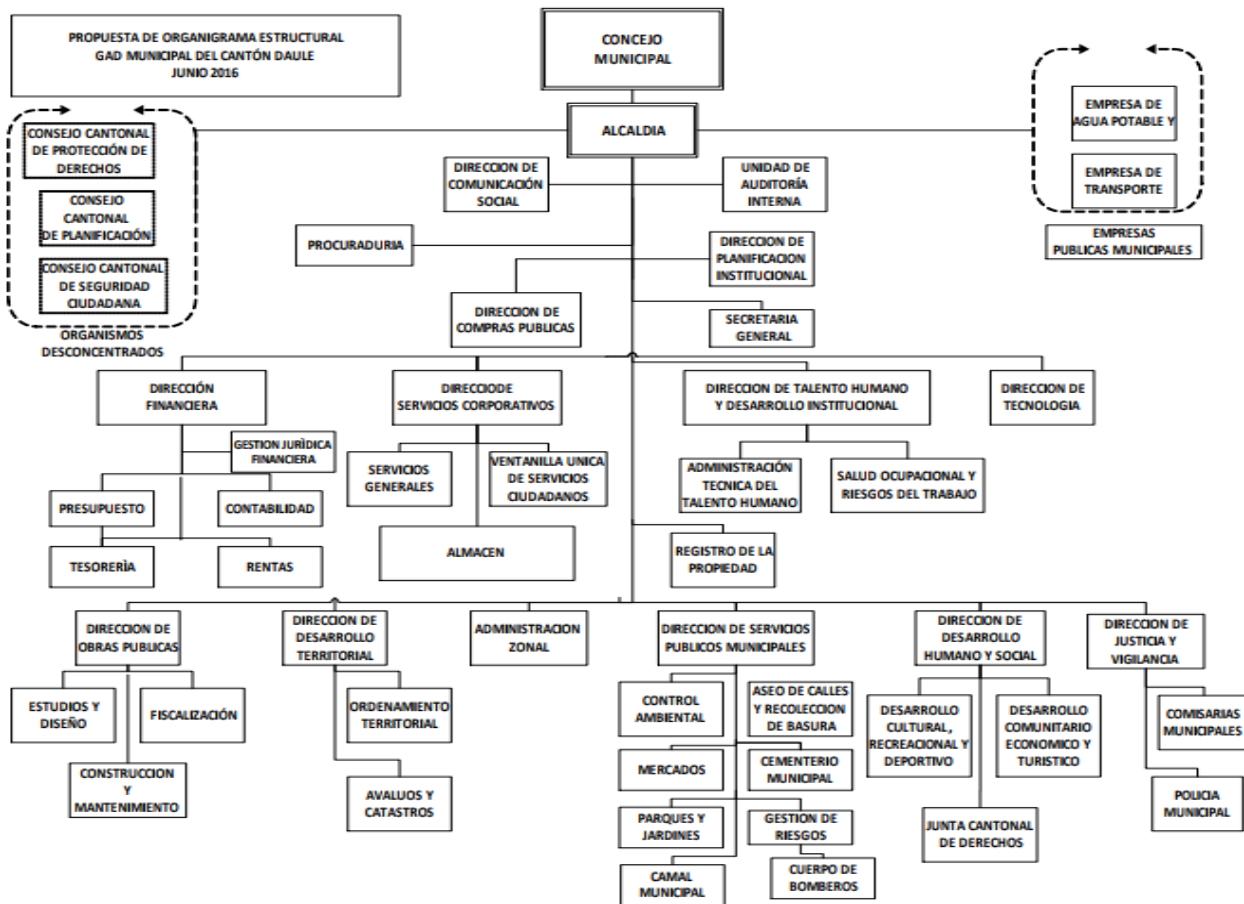 PROPUESTA DE ORGANIGRAMA ESTRUCTURAL
GAD MUNICIPAL DEL CANTÓN DAULE
JUNIO 2016
CONCEJO
MUNICIPAL
ALCALDIA
CONSEJO CANTONAL
DE PROTECCIÓN DE
DERECHOS
CONSEJO
CANTONAL
DE PLANIFICACIÓN
CONSEJO CANTONAL
DE SEGURIDAD
CIUDADANA
ORGANISMOS
DESCONCENTRADOS
EMPRESA DE
AGUA POTABLE Y
EMPRESA DE
TRANSPORTE
EMPRESAS
PUBLICAS MUNICIPALES
DIRECCION DE
COMUNICACIÓN
SOCIAL
UNIDAD DE
AUDITORÍA
INTERNA
PROCURADURIA
DIRECCION DE
PLANIFICACION
INSTITUCIONAL
DIRECCION DE
COMPRAS PUBLICAS
SECRETARIA
GENERAL
DIRECCIÓN
FINANCIERA
DIRECCIODE
SERVICIOS CORPORATIVOS
DIRECCION DE TALENTO HUMANO
Y DESARROLLO INSTITUCIONAL
DIRECCION DE
TECNOLOGIA
GESTION JURÌDICA
FINANCIERA
PRESUPUESTO
CONTABILIDAD
TESORERÌA
RENTAS
SERVICIOS
GENERALES
VENTANILLA UNICA
DE SERVICIOS
CIUDADANOS
ALMACEN
ADMINISTRACIÓN
TECNICA DEL
TALENTO HUMANO
SALUD OCUPACIONAL Y
RIESGOS DEL TRABAJO
REGISTRO DE LA
PROPIEDAD
DIRECCION DE
OBRAS PUBLICAS
DIRECCION DE
DESARROLLO
TERRITORIAL
ADMINISTRACION
ZONAL
DIRECCION DE SERVICIOS
PUBLICOS MUNICIPALES
DIRECCION DE
DESARROLLO
HUMANO Y SOCIAL
DIRECCION DE
JUSTICIA Y
VIGILANCIA
ESTUDIOS Y
DISEÑO
FISCALIZACIÓN
CONSTRUCCION
Y
MANTENIMIENTO
ORDENAMIENTO
TERRITORIAL
AVALUOS Y
CATASTROS
CONTROL
AMBIENTAL
ASEO DE CALLES
Y RECOLECCION
DE BASURA
MERCADOS
CEMENTERIO
MUNICIPAL
PARQUES Y
JARDINES
GESTION DE
RIESGOS
CAMAL
MUNICIPAL
CUERPO DE
BOMBEROS
DESARROLLO
CULTURAL,
RECREACIONAL Y
DEPORTIVO
DESARROLLO
COMUNITARIO
ECONOMICO Y
TURISTICO
JUNTA CANTONAL
DE DERECHOS
COMISARIAS
MUNICIPALES
POLICIA
MUNICIPAL